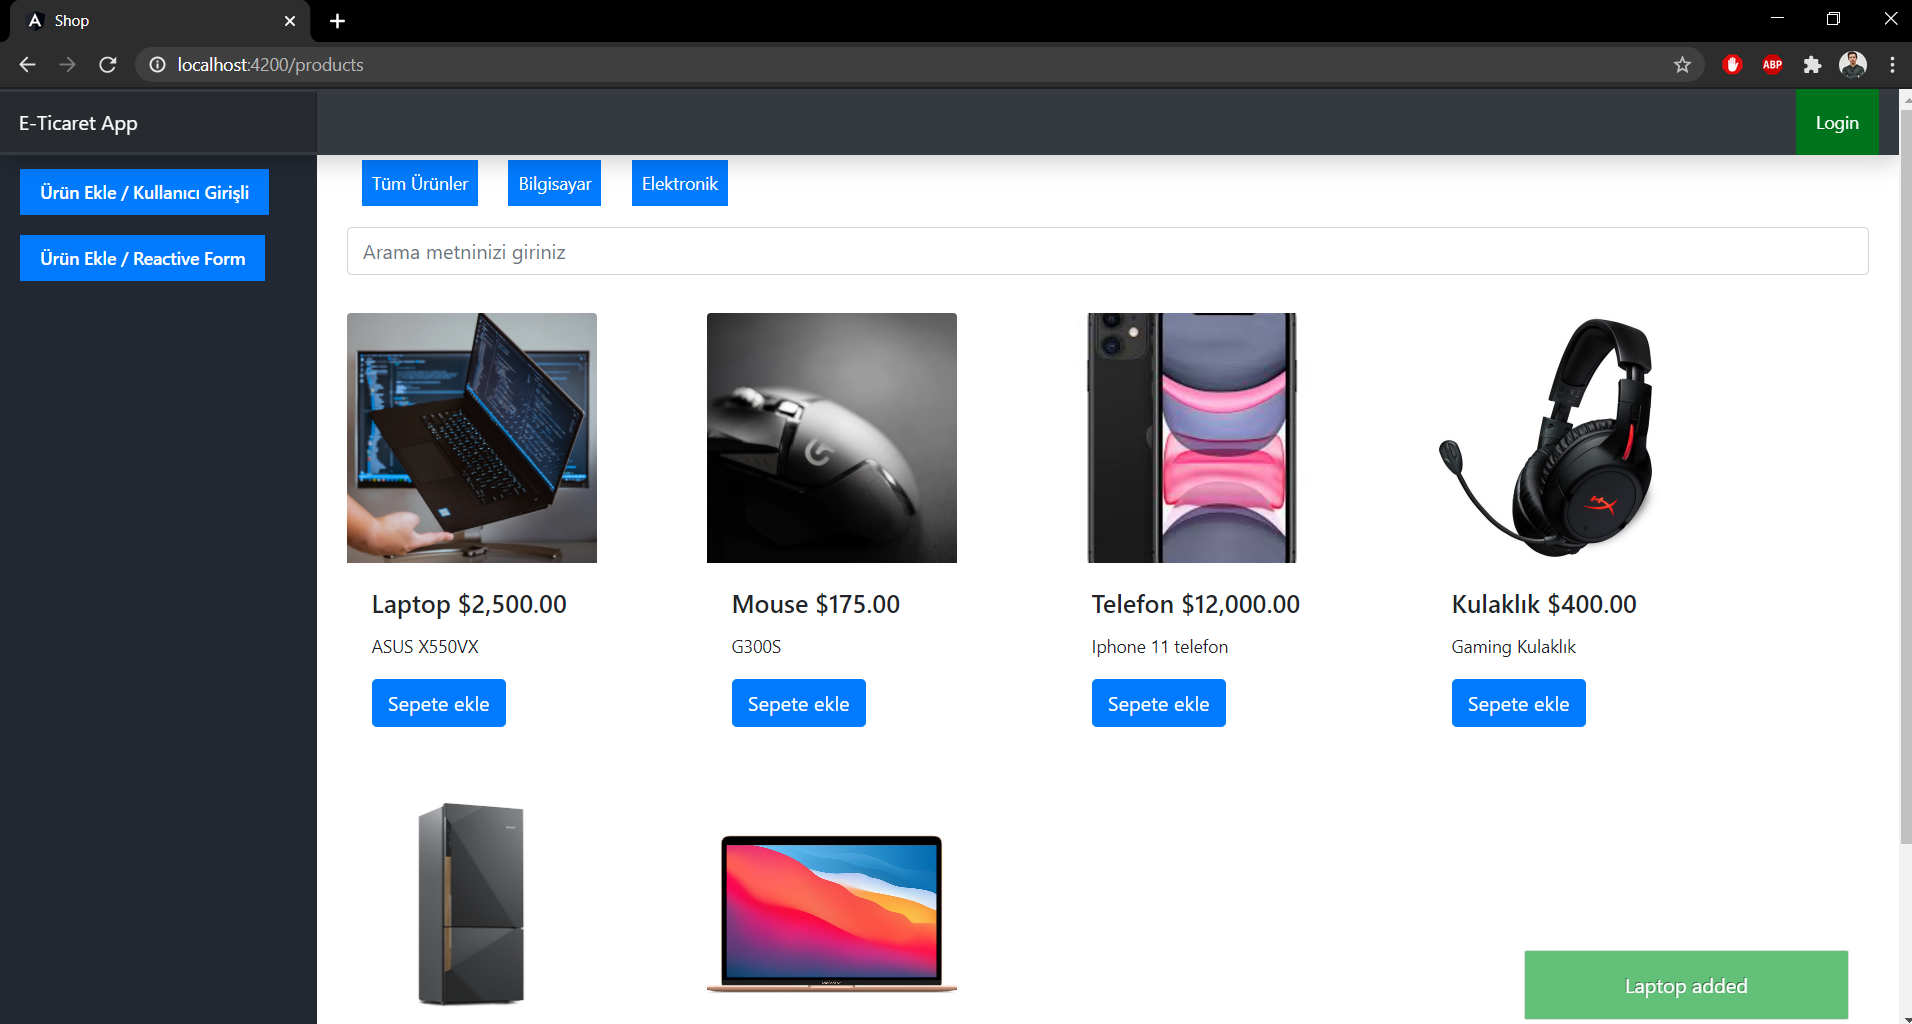 Shop
localhost:4200/products
ABP
E-Ticaret App
Login
Ürün Ekle / Kullanıcı Girişli
Ürün Ekle / Reactive Form
Tüm Ürünler
Bilgisayar
Elektronik
Arama metninizi giriniz
Laptop $2,500.00
ASUS X550VX
Sepete ekle
Mouse $175.00
G300S
Sepete ekle
Telefon $12,000.00
Iphone 11 telefon
Sepete ekle
Kulaklık $400.00
Gaming Kulaklık
Sepete ekle
Laptop added